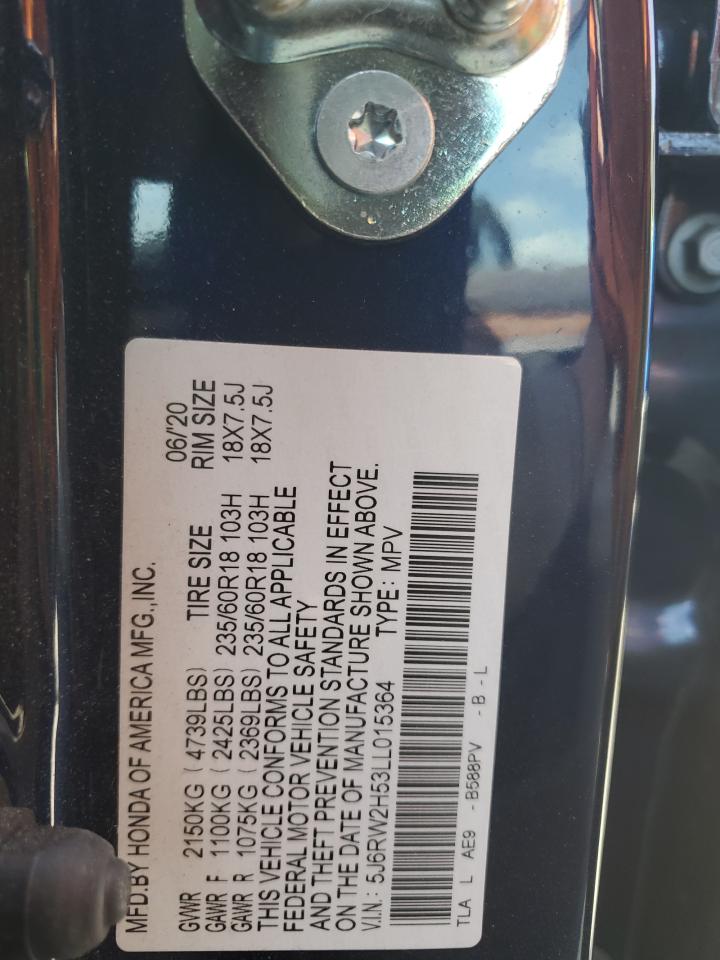 MFD.BY HONDA OF AMERICA MFG.,INC. 06/'20
GVWR 2150KG ( 4739LBS) TIRE SIZE RIM SIZE
GAWR F 1100KG ( 2425LBS) 235/60R18 103H 18X7.5J
GAWR R 1075KG ( 2369LBS) 235/60R18 103H 18X7.5J
THIS VEHICLE CONFORMS TO ALL APPLICABLE
FEDERAL MOTOR VEHICLE SAFETY
AND THEFT PREVENTION STANDARDS IN EFFECT
ON THE DATE OF MANUFACTURE SHOWN ABOVE.
V.I.N.: 5J6RW2H53LL015364 TYPE: MPV
TLA L AE9 - B588PV - B - L